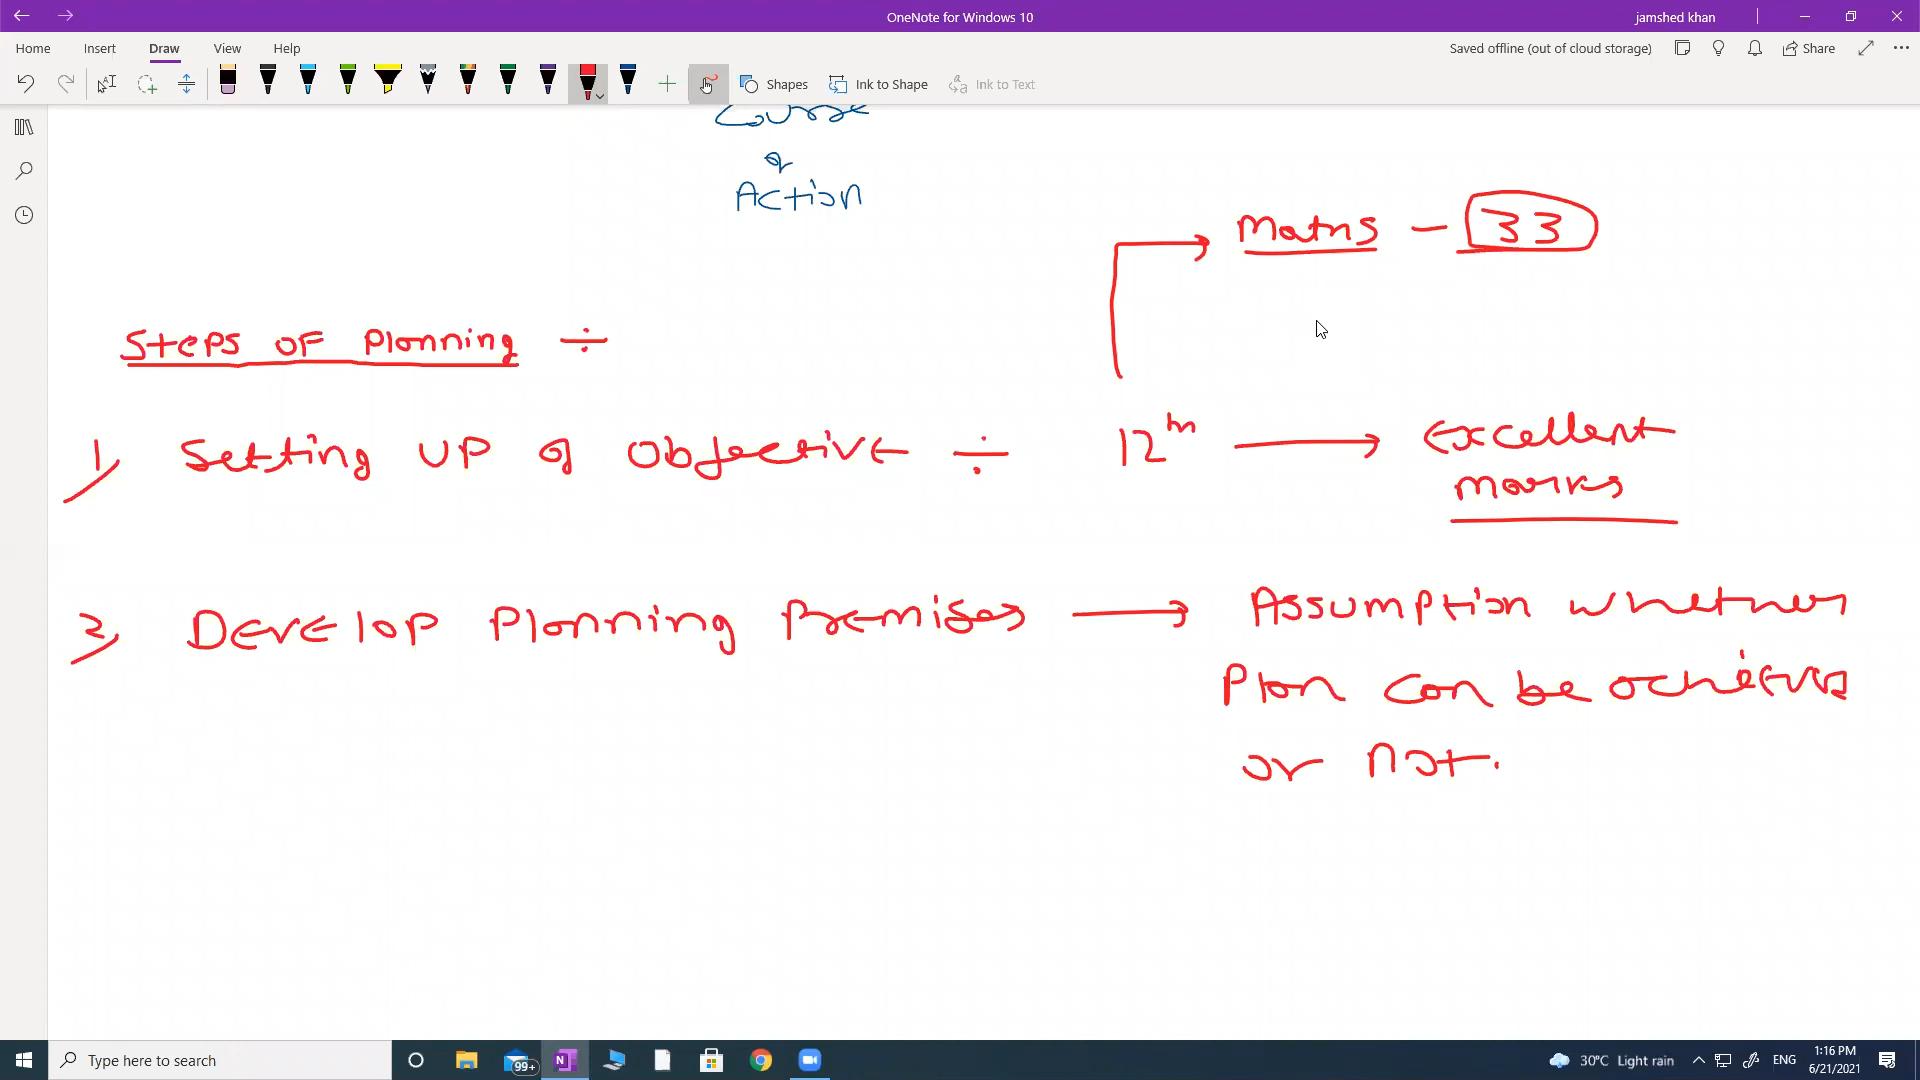 OneNote for Windows 10
jamshed khan
Home Insert Draw View Help
Saved offline (out of cloud storage)
Share
Shapes
Ink to Shape
Ink to Text
Course
of
Action
Maths - 33
Steps of Planning ÷
1, Setting up of objective ÷ 12th → Excellent
marks
2, Develop Planning Premises → Assumption whether
Plan can be achieved
or not.
Type here to search
99+
30°C Light rain
ENG
1:16 PM
6/21/2021